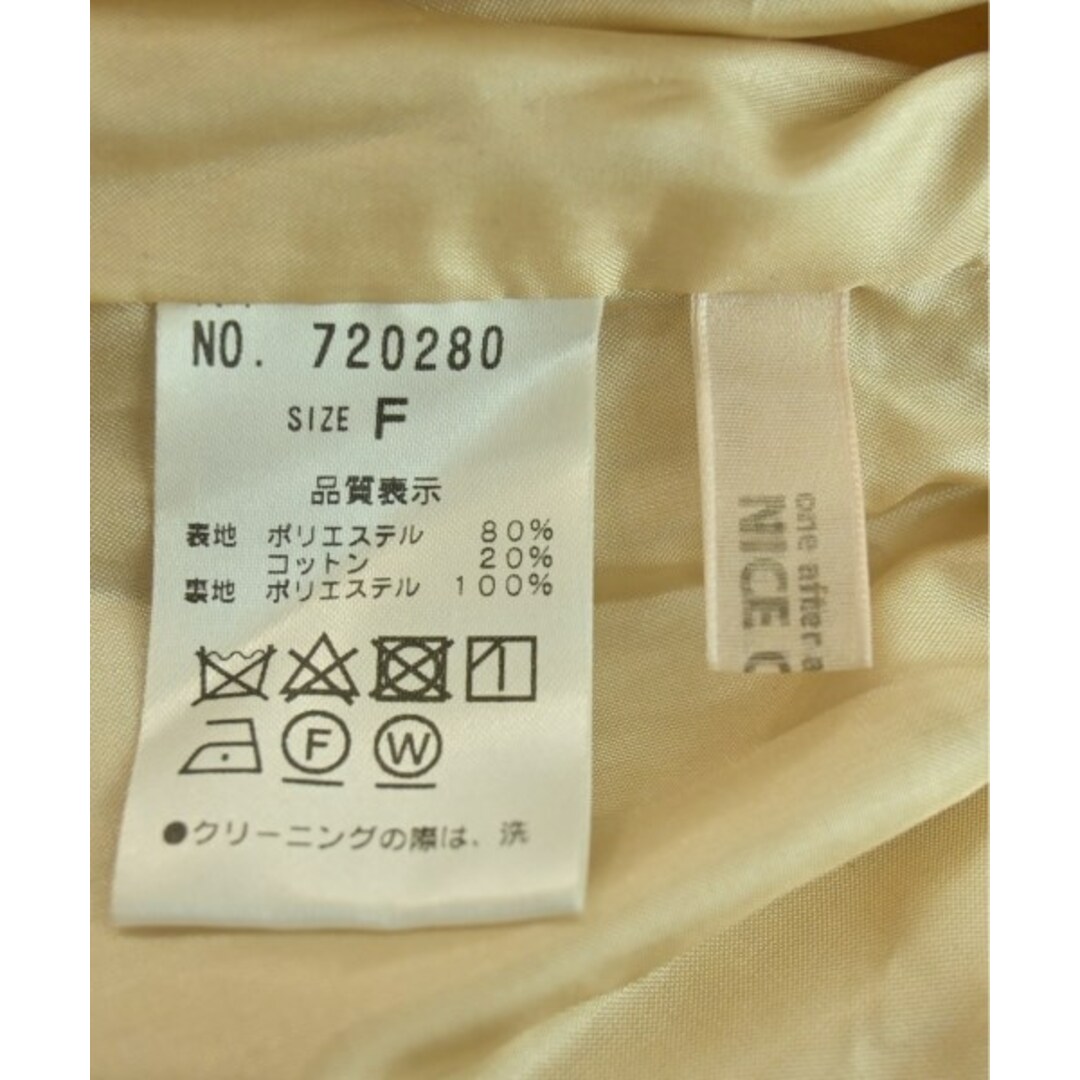 NO. 720280
SIZE F
品質表示
表地 ポリエステル 80%
コットン 20%
裏地 ポリエステル 100%
F W
●クリーニングの際は、洗
one after a
NICE